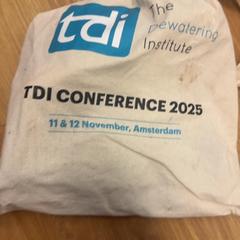 tdi
The
Dewatering
Institute
TDI CONFERENCE 2025
11 & 12 November, Amsterdam